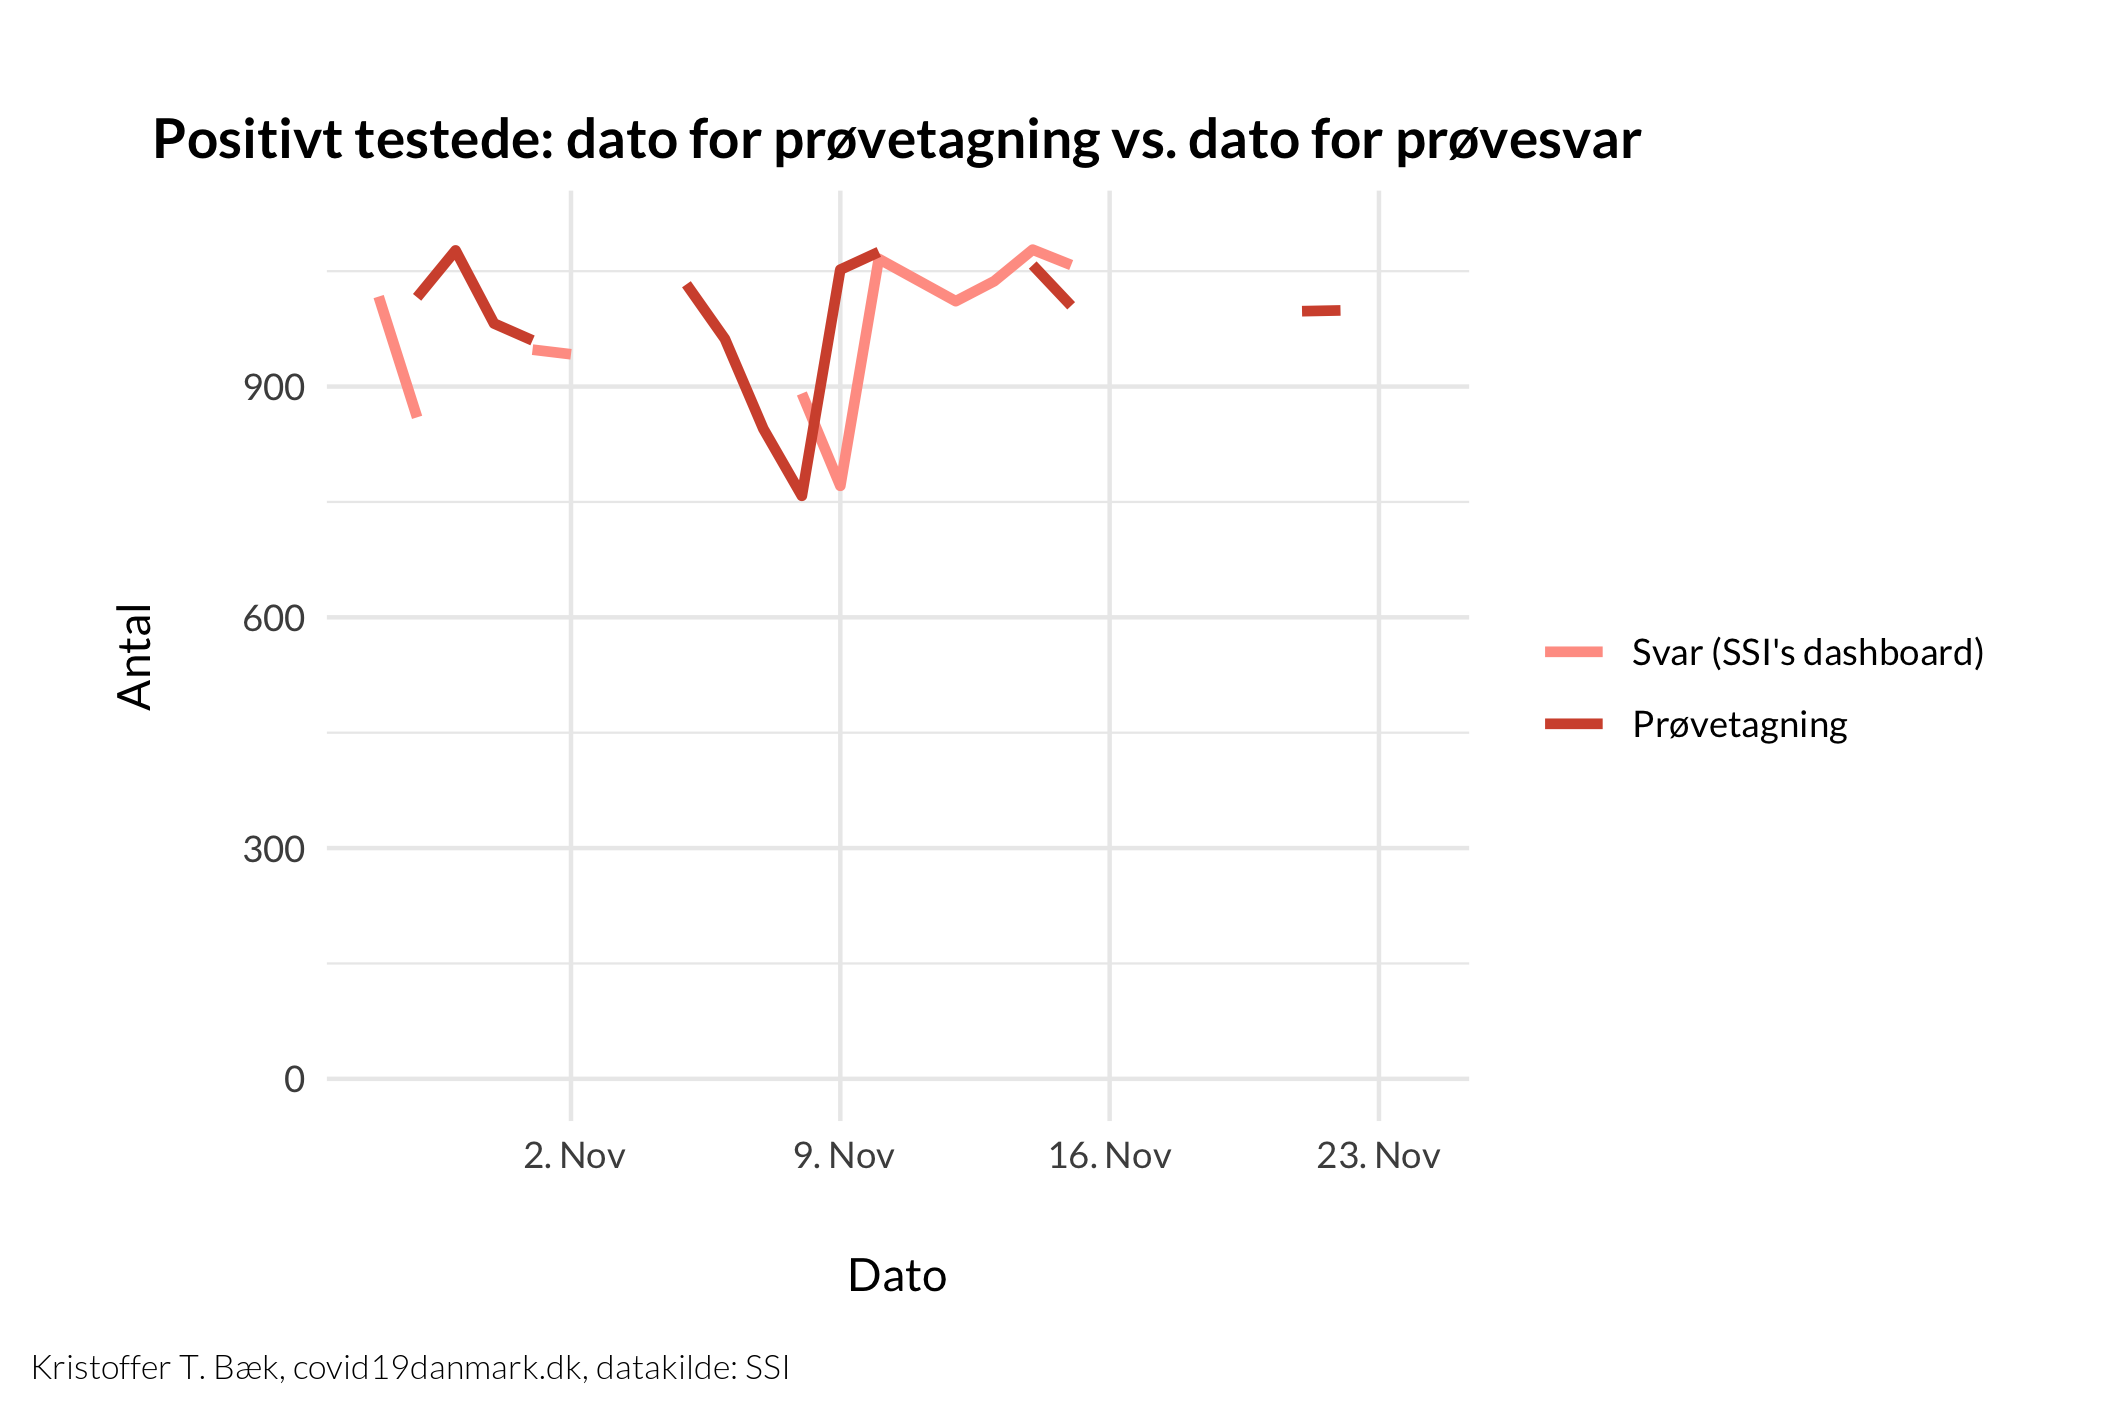 Positivt testede: dato for prøvetagning vs. dato for prøvesvar
Antal
900
600
300
0
2. Nov
9. Nov
16. Nov
23. Nov
Dato
Svar (SSI's dashboard)
Prøvetagning
Kristoffer T. Bæk, covid19danmark.dk, datakilde: SSI